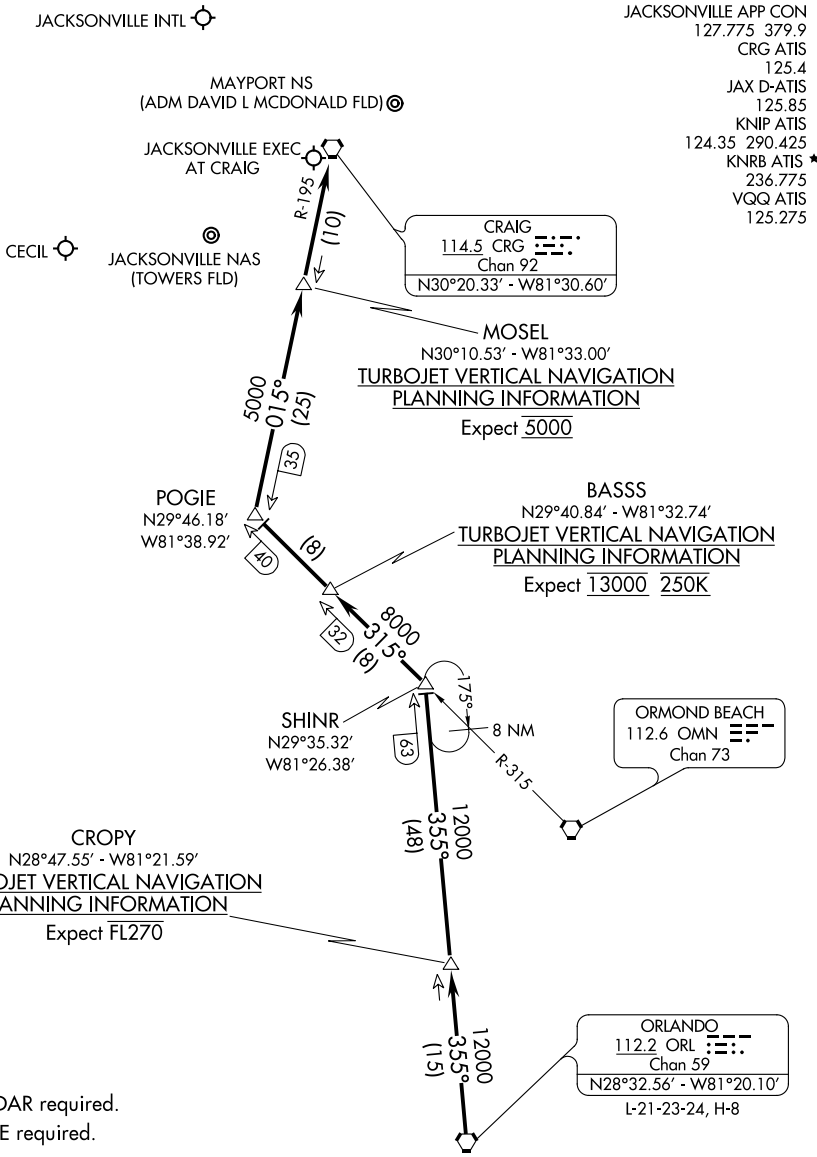 JACKSONVILLE INTL
JACKSONVILLE APP CON
127.775 379.9
CRG ATIS
125.4
JAX D-ATIS
125.85
KNIP ATIS
124.35 290.425
KNRB ATIS ★
236.775
VQQ ATIS
125.275
MAYPORT NS
(ADM DAVID L MCDONALD FLD)
JACKSONVILLE EXEC
AT CRAIG
R-195
(10)
CECIL
JACKSONVILLE NAS
(TOWERS FLD)
CRAIG
114.5 CRG
Chan 92
N30°20.33' - W81°30.60'
MOSEL
N30°10.53' - W81°33.00'
TURBOJET VERTICAL NAVIGATION
PLANNING INFORMATION
Expect 5000
5000
015°
(25)
35
POGIE
N29°46.18'
W81°38.92'
40
(8)
BASSS
N29°40.84' - W81°32.74'
TURBOJET VERTICAL NAVIGATION
PLANNING INFORMATION
Expect 13000 250K
32
8000
315°
(8)
SHINR
N29°35.32'
W81°26.38'
63
175°
8 NM
R-315
ORMOND BEACH
112.6 OMN
Chan 73
12000
355°
(48)
CROPY
N28°47.55' - W81°21.59'
OJET VERTICAL NAVIGATION
ANNING INFORMATION
Expect FL270
12000
355°
(15)
ORLANDO
112.2 ORL
Chan 59
N28°32.56' - W81°20.10'
L-21-23-24, H-8
DAR required.
E required.